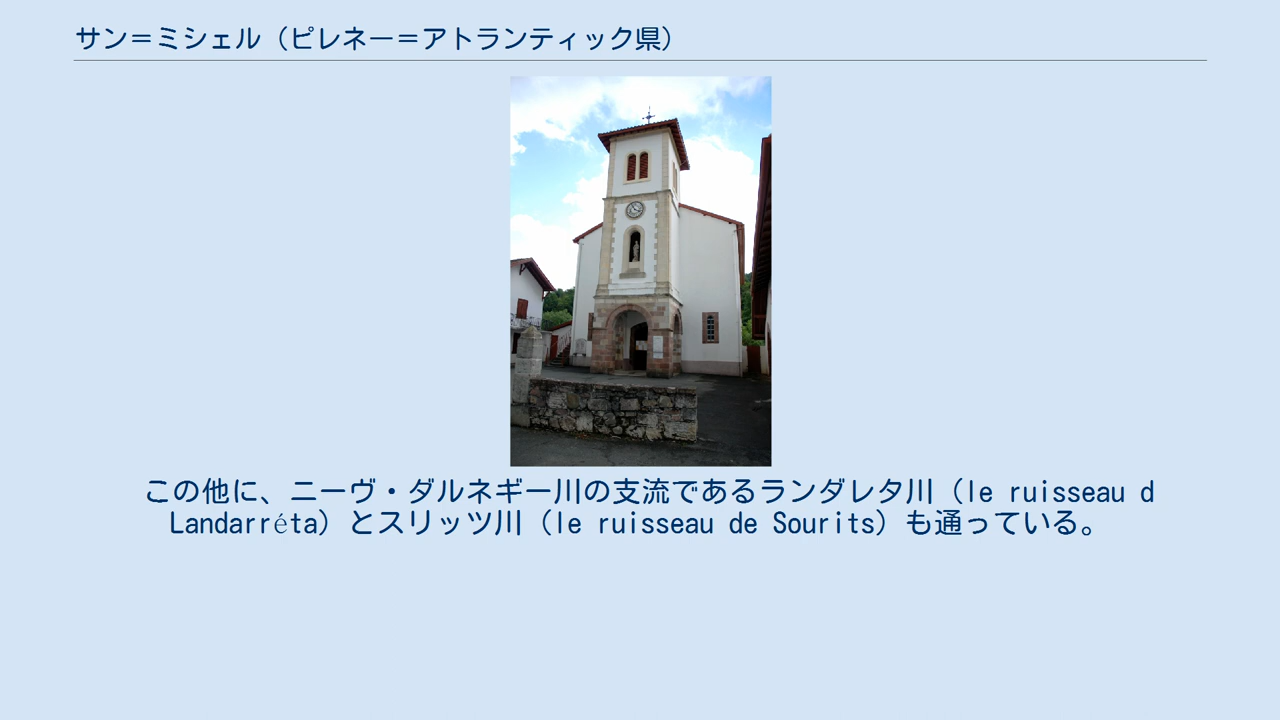 サン＝ミシェル（ピレネー＝アトランティック県）
この他に、ニーヴ・ダルネギー川の支流であるランダレタ川（le ruisseau d
Landarréta）とスリッツ川（le ruisseau de Sourits）も通っている。